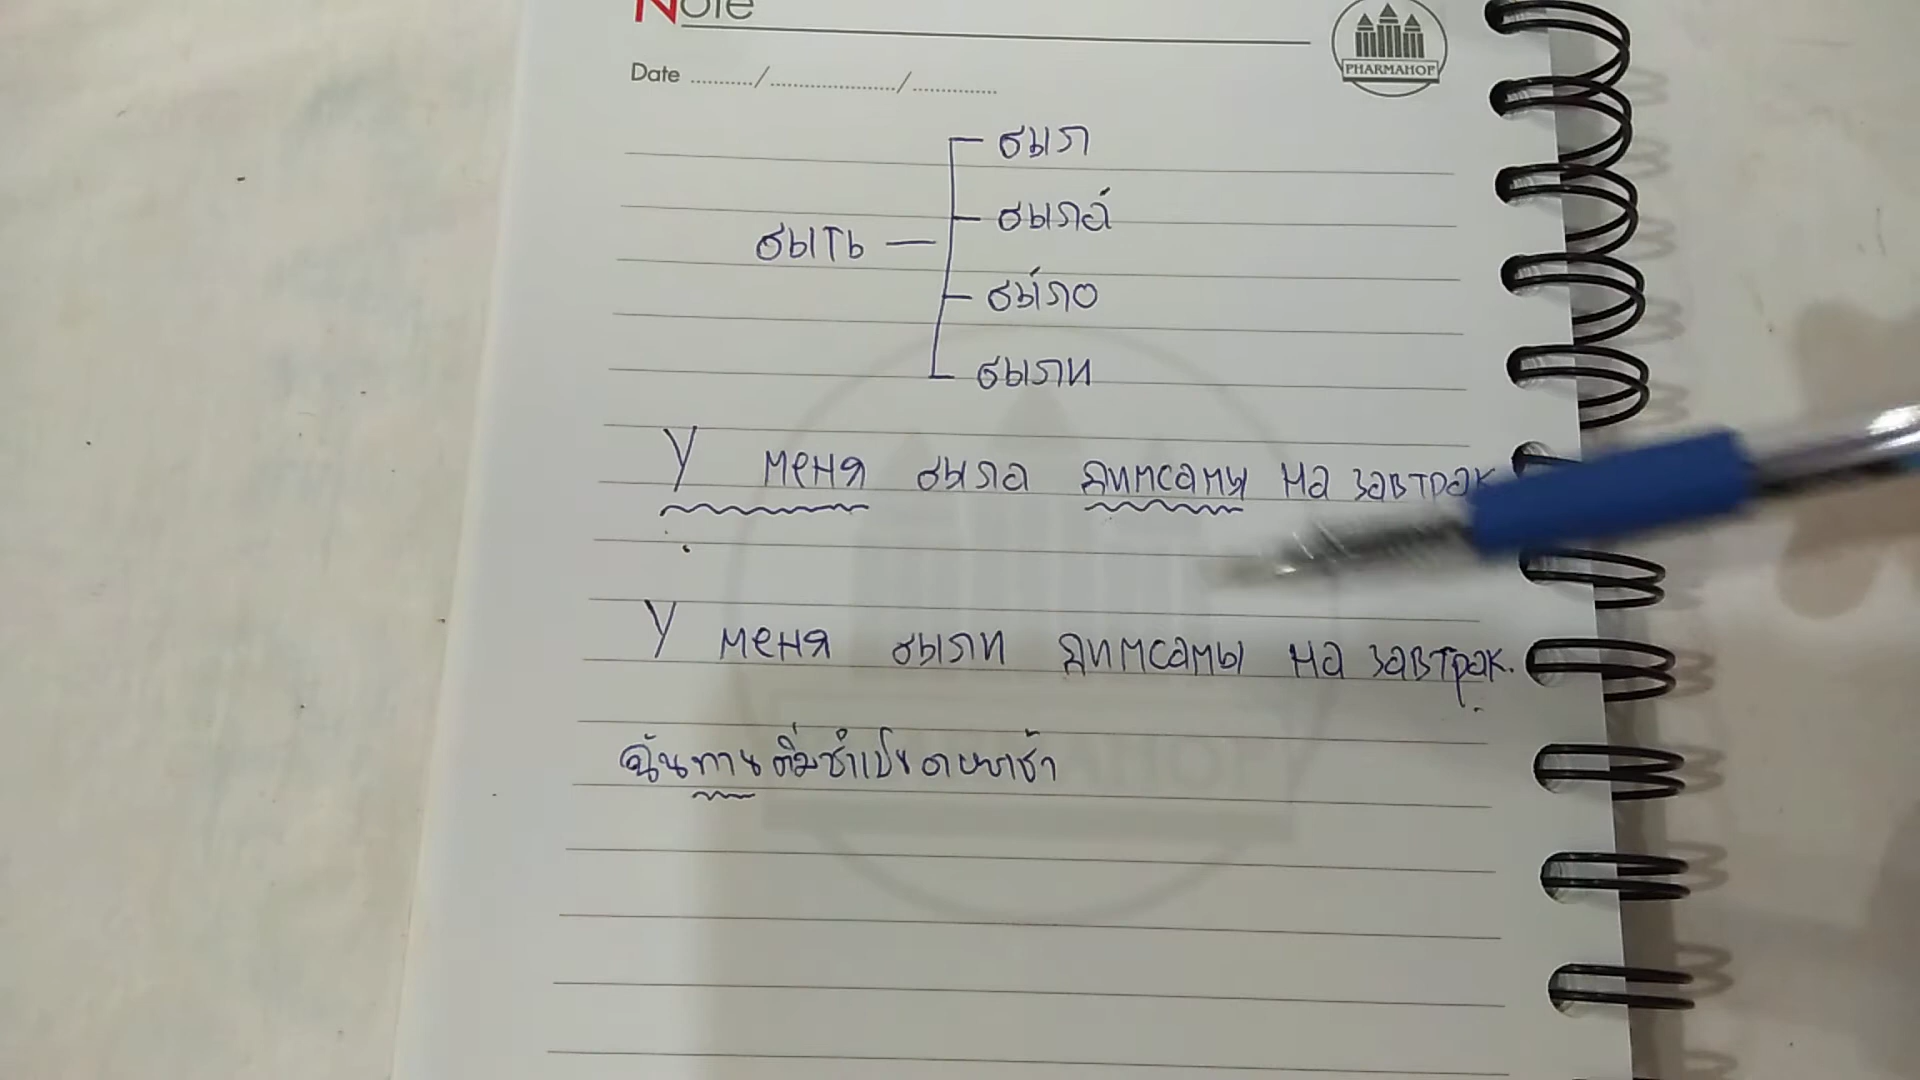 Note
PHARMAHOF
Date ........../...................../..............
был
была́
быть
бы́ло
были
У меня была димсамы на завтрак
У меня были димсамы на завтрак.
ฉันทานติ่มซำเป็นอาหารเช้า